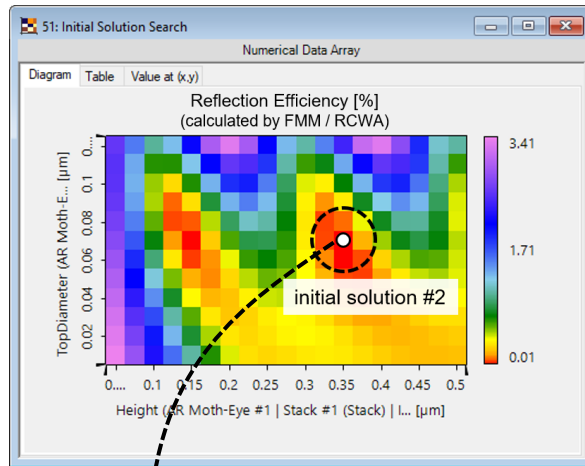 51: Initial Solution Search
Numerical Data Array
Diagram Table Value at (x,y)
Reflection Efficiency [%]
(calculated by FMM / RCWA)
TopDiameter (AR Moth-E... [µm]
0....
0.1
0.08
0.06
0.04
0.02
3.41
1.71
0.01
initial solution #2
0.... 0.1 0.15 0.2 0.25 0.3 0.35 0.4 0.45 0.5
Height (AR Moth-Eye #1 | Stack #1 (Stack) | I... [µm]